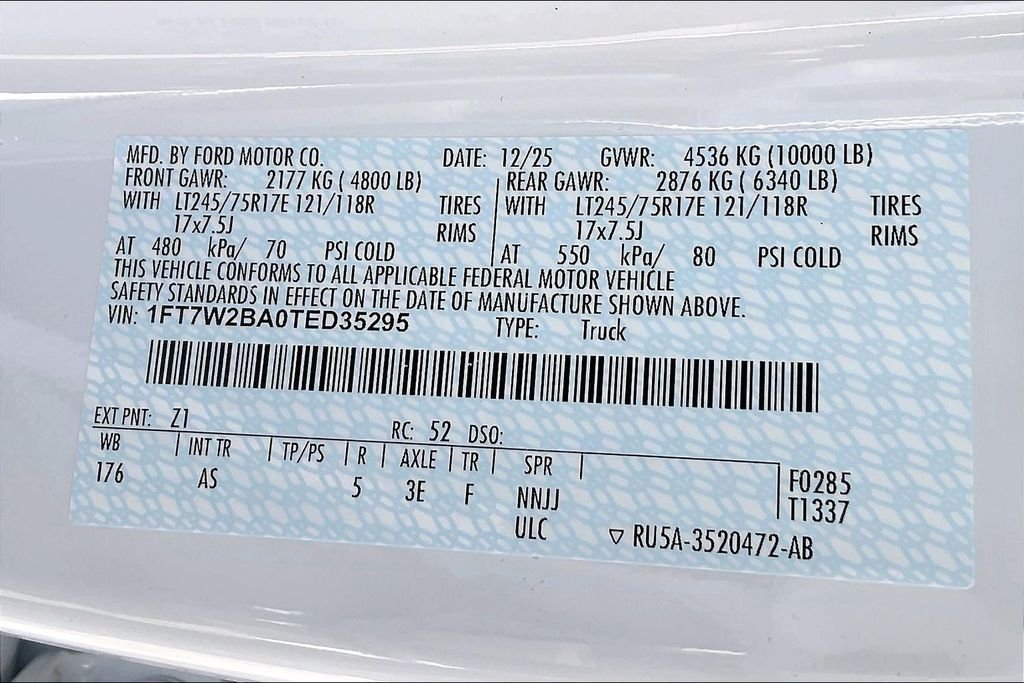 MFD. BY FORD MOTOR CO. DATE: 12/25 GVWR: 4536 KG (10000 LB)
FRONT GAWR: 2177 KG ( 4800 LB) REAR GAWR: 2876 KG ( 6340 LB)
WITH LT245/75R17E 121/118R TIRES WITH LT245/75R17E 121/118R TIRES
17x7.5J RIMS 17x7.5J RIMS
AT 480 kPa/ 70 PSI COLD AT 550 kPa/ 80 PSI COLD
THIS VEHICLE CONFORMS TO ALL APPLICABLE FEDERAL MOTOR VEHICLE
SAFETY STANDARDS IN EFFECT ON THE DATE OF MANUFACTURE SHOWN ABOVE.
VIN: 1FT7W2BA0TED35295 TYPE: Truck
EXT PNT: Z1 RC: 52 DSO:
WB INT TR TP/PS R AXLE TR SPR F0285
176 AS 5 3E F NNJJ T1337
ULC ▽ RU5A-3520472-AB